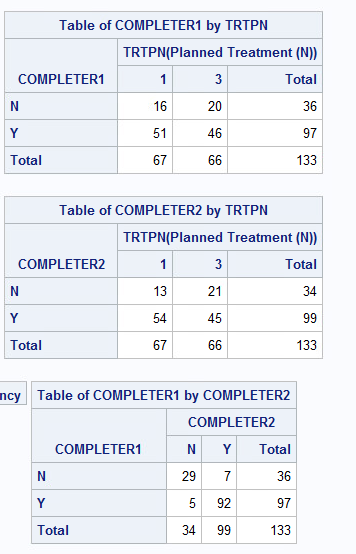 Table of COMPLETER1 by TRTPN
TRTPN(Planned Treatment (N))
COMPLETER1 1 3 Total
N 16 20 36
Y 51 46 97
Total 67 66 133
Table of COMPLETER2 by TRTPN
TRTPN(Planned Treatment (N))
COMPLETER2 1 3 Total
N 13 21 34
Y 54 45 99
Total 67 66 133
ncy Table of COMPLETER1 by COMPLETER2
COMPLETER2
COMPLETER1 N Y Total
N 29 7 36
Y 5 92 97
Total 34 99 133